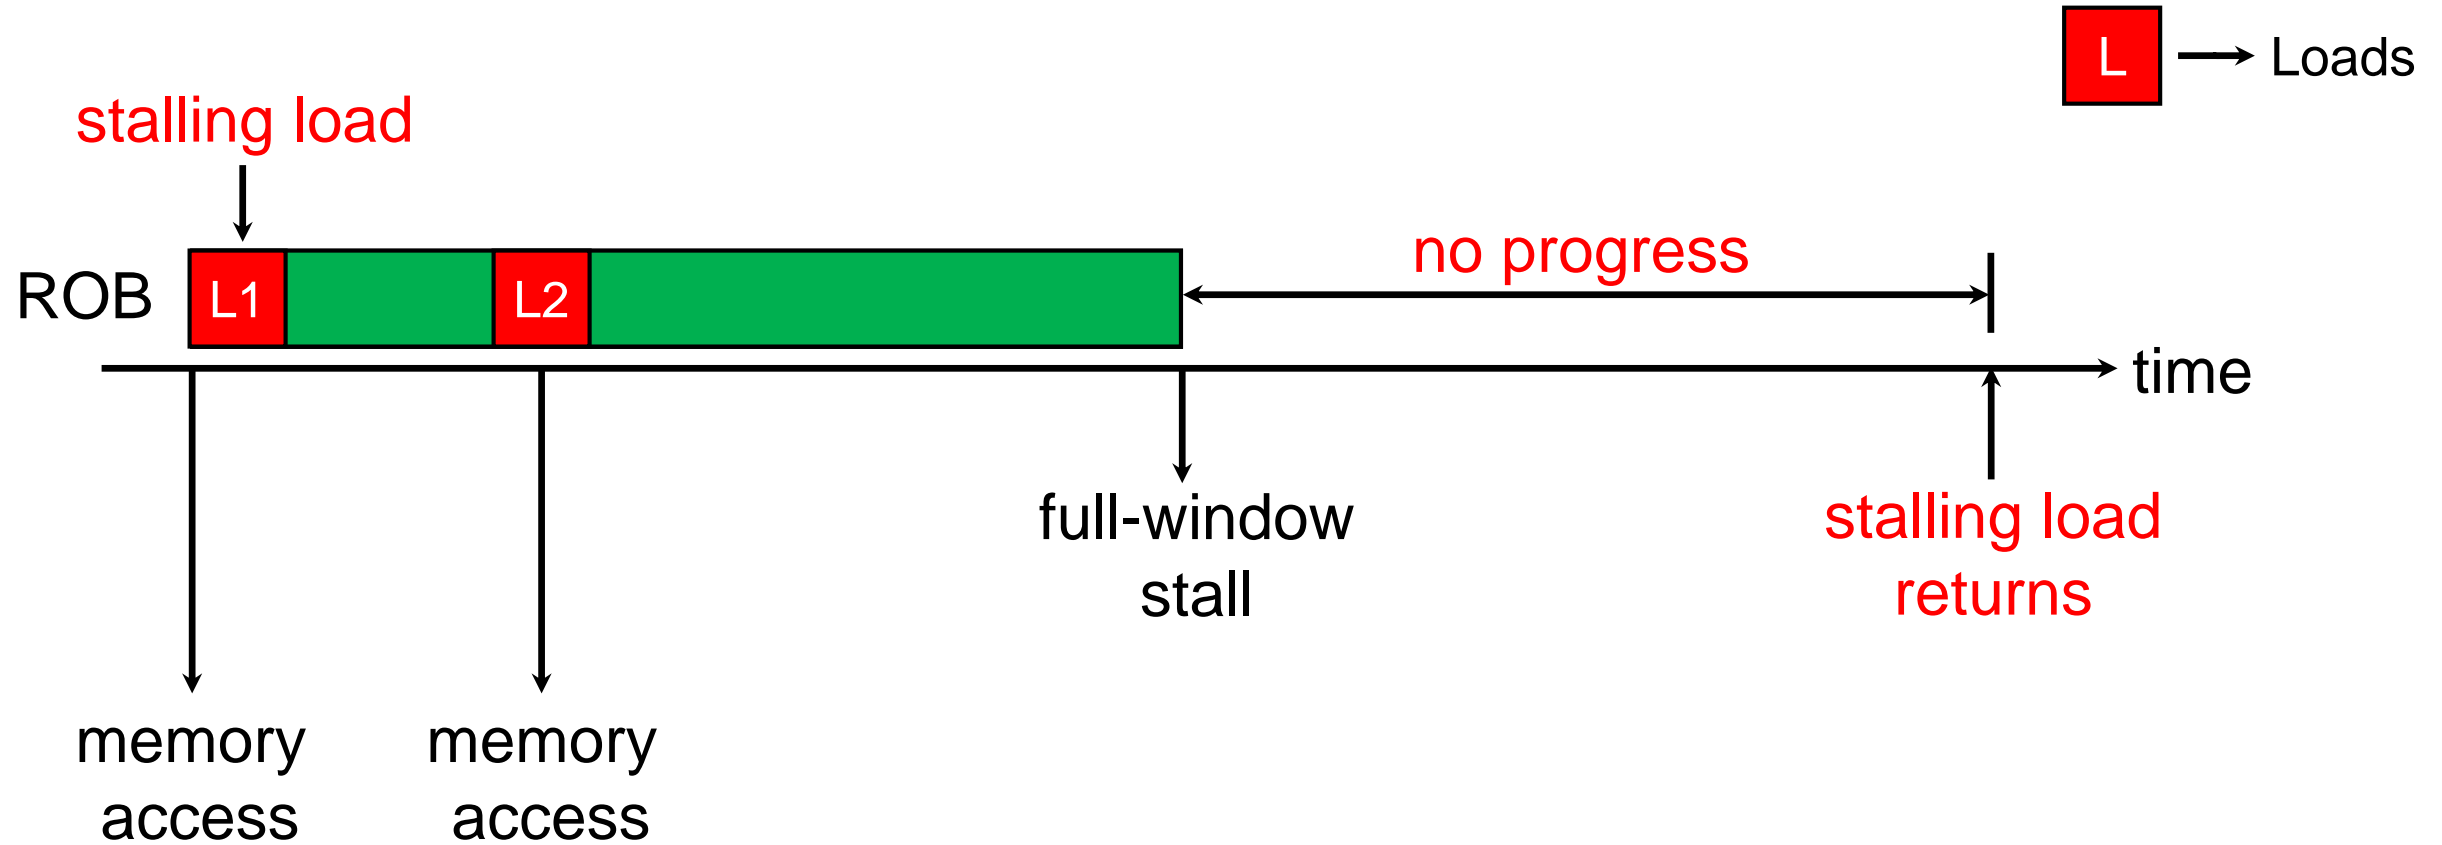 L
Loads
stalling load
no progress
ROB
L1
L2
time
full-window
stall
stalling load
returns
memory
access
memory
access